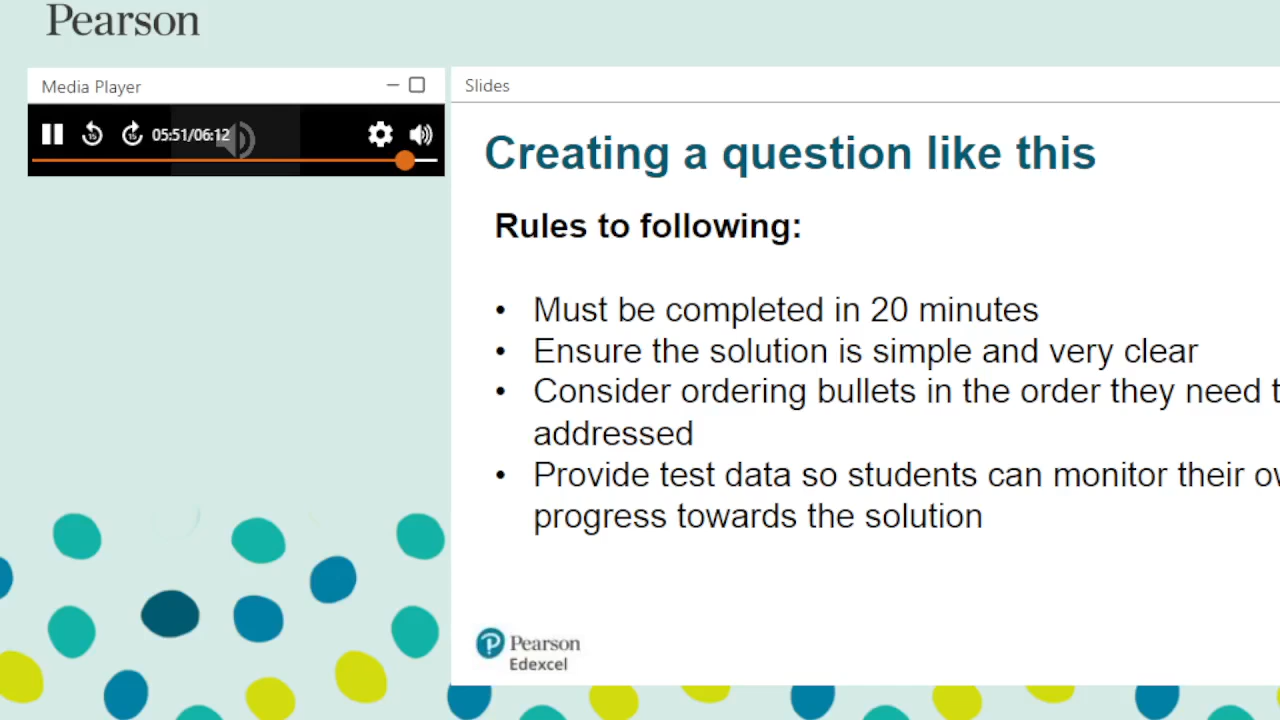 Pearson
Media Player
Slides
15 15 05:51/06:12
Creating a question like this
Rules to following:
• Must be completed in 20 minutes
• Ensure the solution is simple and very clear
• Consider ordering bullets in the order they need
addressed
• Provide test data so students can monitor their
progress towards the solution
Pearson
Edexcel